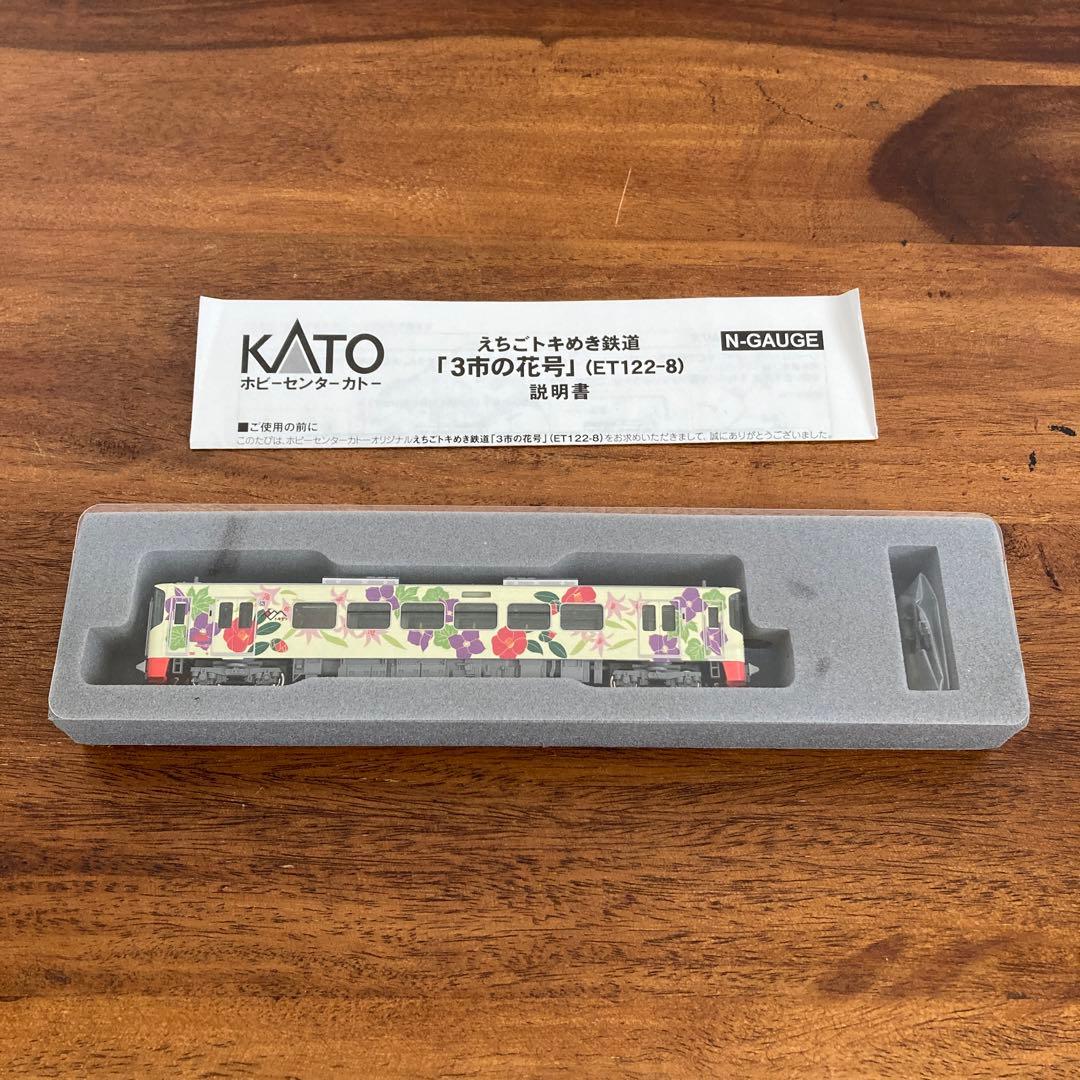 KATO
ホビーセンターカトー
えちごトキめき鉄道
「3市の花号」(ET122-8)
説明書
N-GAUGE
■ご使用の前に
このたびは、ホビーセンターカトーオリジナルえちごトキめき鉄道「3市の花号」(ET122-8)をお求めいただきまして、誠にありがとうございました。